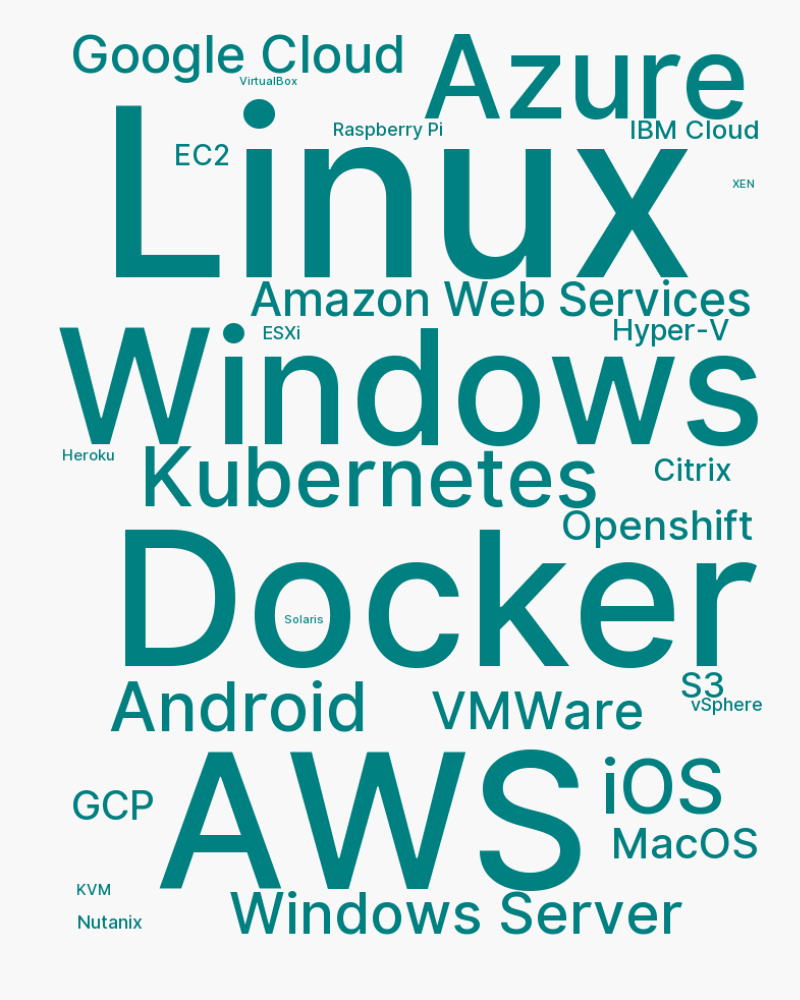 Google Cloud
Azure
VirtualBox
Linux
Raspberry Pi
IBM Cloud
EC2
XEN
Amazon Web Services
Windows
ESXi
Hyper-V
Heroku
Kubernetes
Citrix
Openshift
Docker
Solaris
Android
VMWare
S3
vSphere
AWS
iOS
GCP
MacOS
KVM
Windows Server
Nutanix